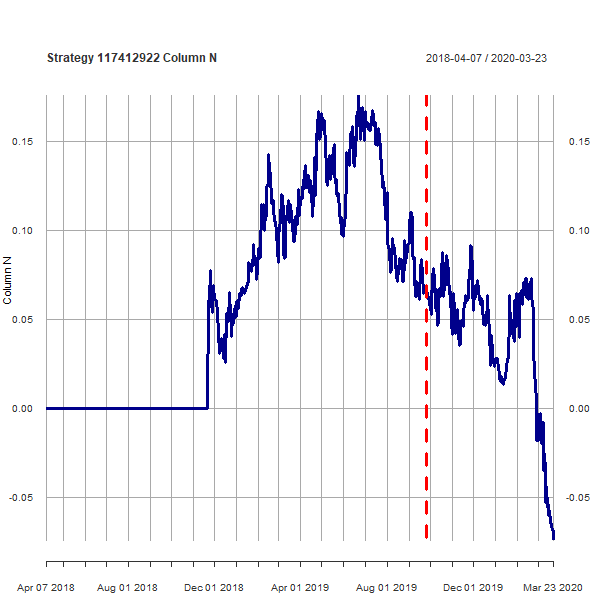 Strategy 117412922 Column N
2018-04-07 / 2020-03-23
0.15 0.15
0.10 0.10
0.05 0.05
0.00 0.00
-0.05 -0.05
Column N
Apr 07 2018 Aug 01 2018 Dec 01 2018 Apr 01 2019 Aug 01 2019 Dec 01 2019 Mar 23 2020